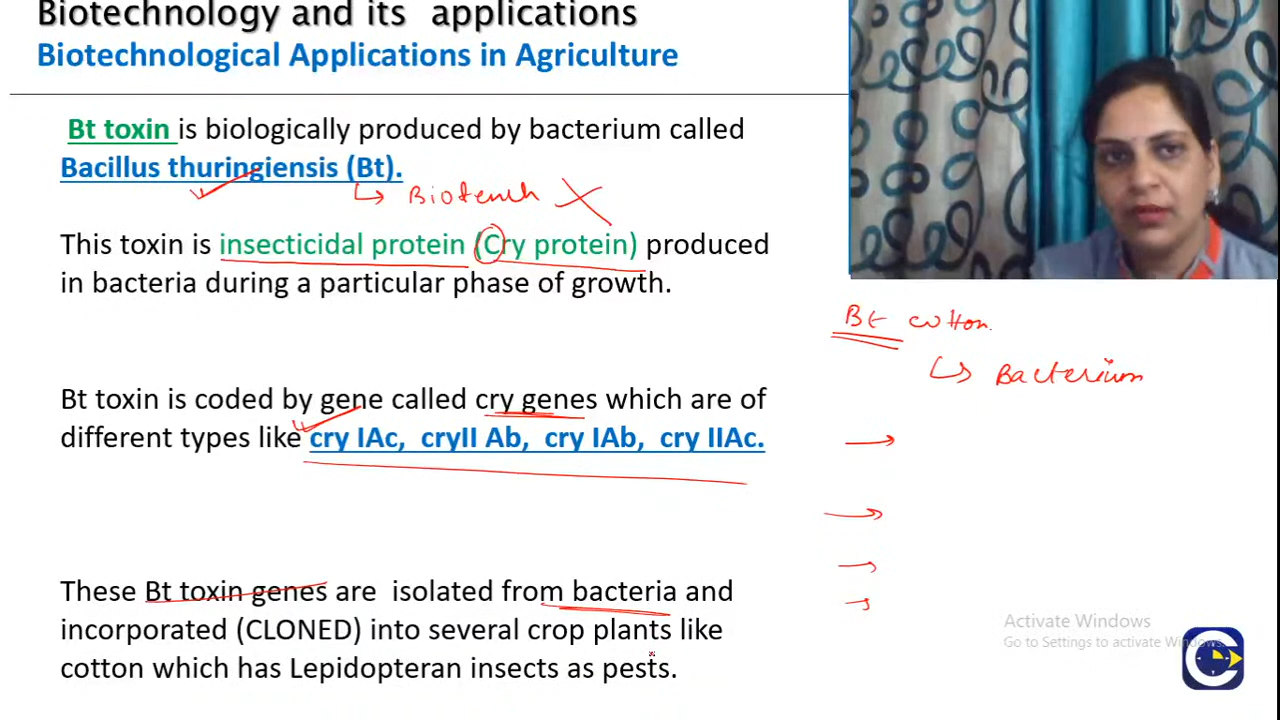 Biotechnology and its applications
Biotechnological Applications in Agriculture
Bt toxin is biologically produced by bacterium called
Bacillus thuringiensis (Bt).
This toxin is insecticidal protein (Cry protein) produced
in bacteria during a particular phase of growth.
Bt cotton.
Bacterium
Bt toxin is coded by gene called cry genes which are of
different types like cry IAc, cryII Ab, cry IAb, cry IIAc.
These Bt toxin genes are isolated from bacteria and
incorporated (CLONED) into several crop plants like
cotton which has Lepidopteran insects as pests.
Activate Windows
Go to Settings to activate Windows.